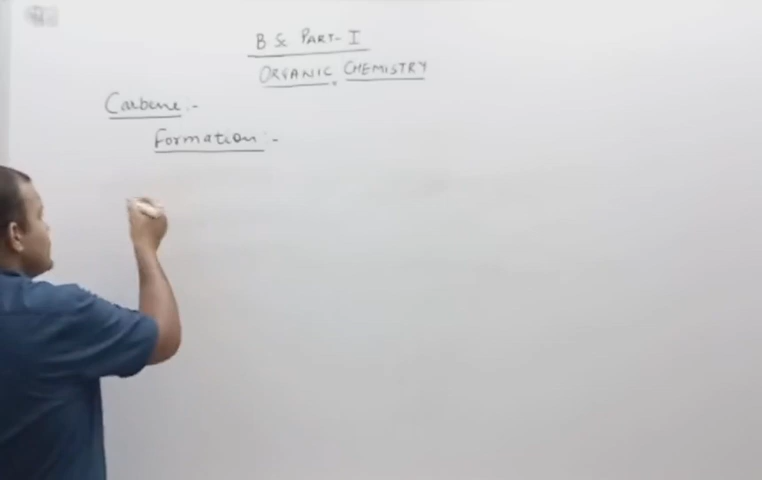 B Sc PART- I
ORGANIC CHEMISTRY
Carbene :-
Formation :-